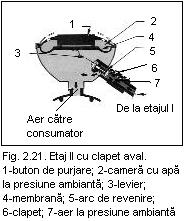 1
2
3
4
5
6
7
De la etajul I
Aer către
consumator
Fig. 2.21. Etaj II cu clapet aval.
1-buton de purjare; 2-cameră cu apă
la presiune ambiantă; 3-levier;
4-membrană; 5-arc de revenire;
6-clapet; 7-aer la presiune ambiantă